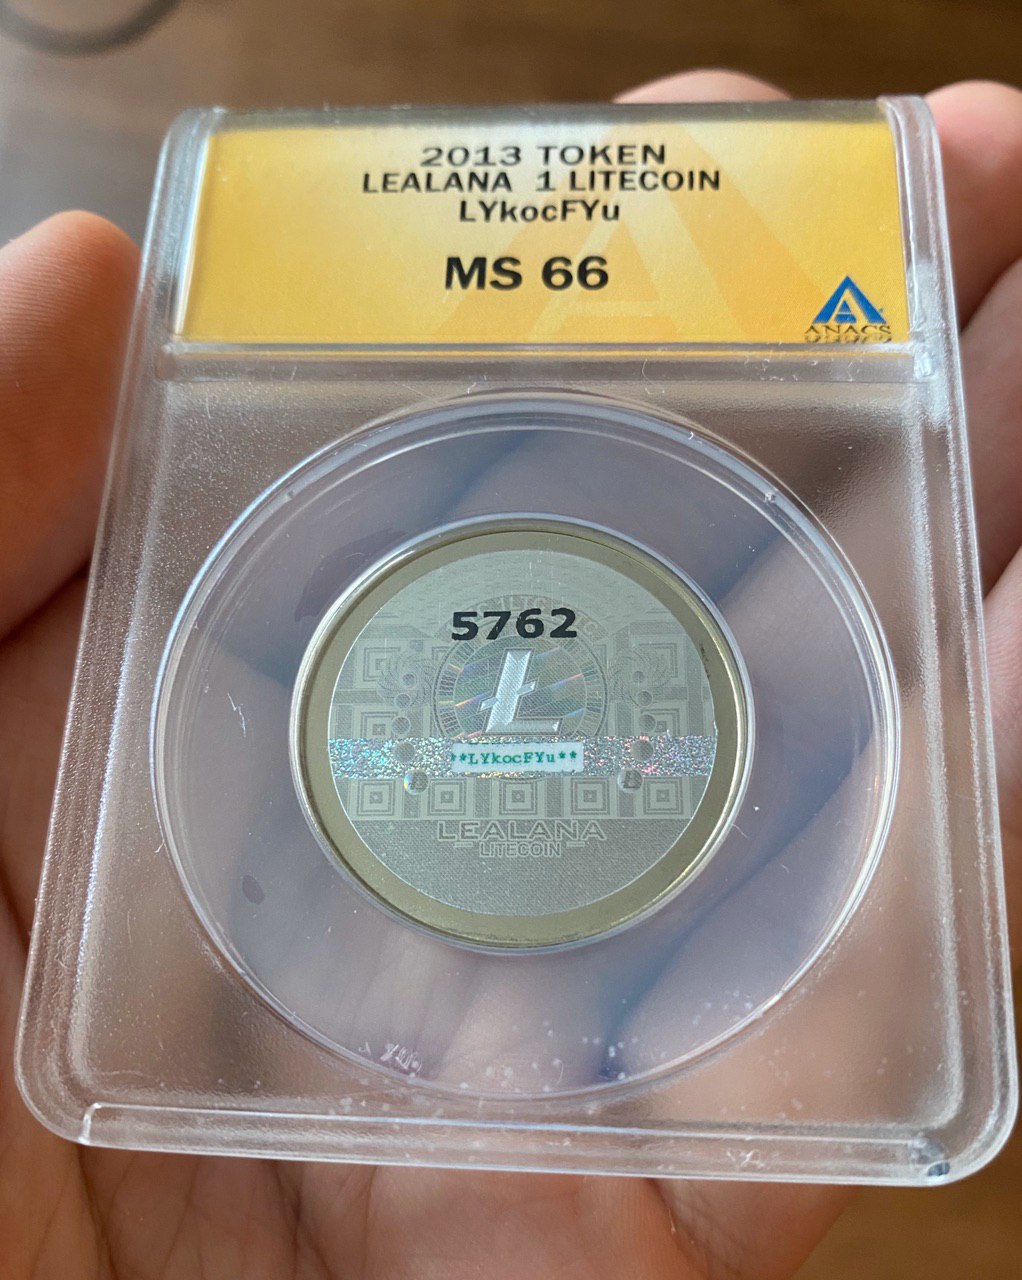 2013 TOKEN
LEALANA 1 LITECOIN
LYkocFYu
MS 66
ANACS
5762
Ł
**LYkocFYu**
LEALANA
LITECOIN